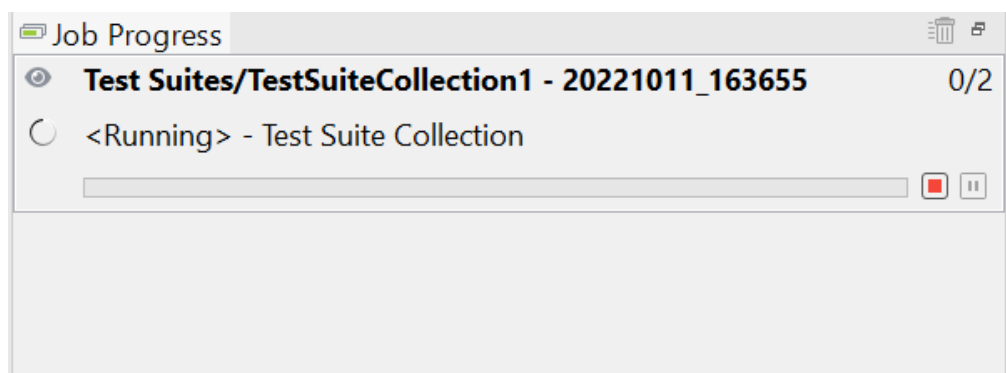 Job Progress
Test Suites/TestSuiteCollection1 - 20221011_163655 0/2
<Running> - Test Suite Collection